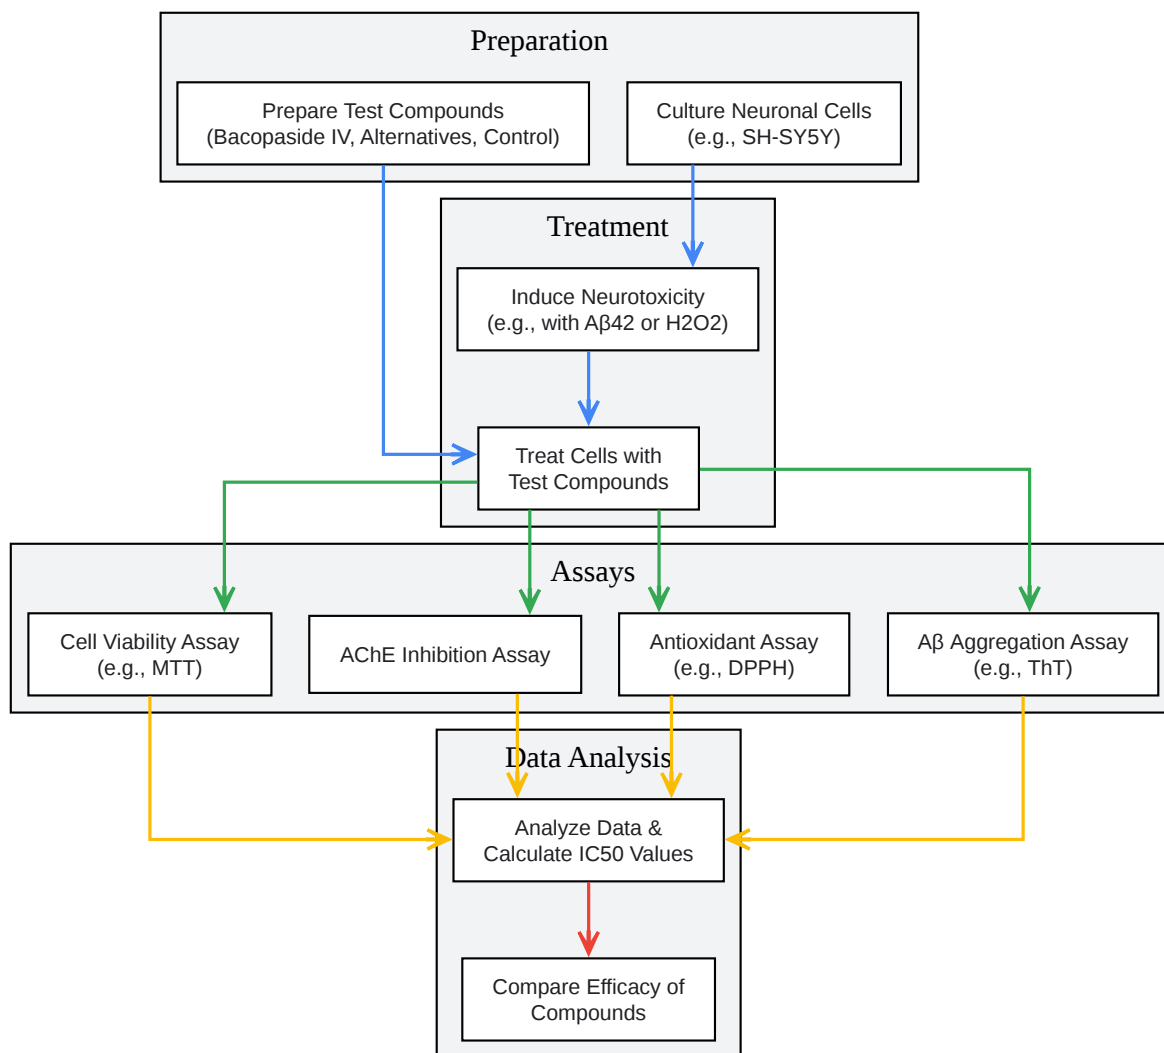 Preparation
Prepare Test Compounds
(Bacopaside IV, Alternatives, Control)
Culture Neuronal Cells
(e.g., SH-SY5Y)
Treatment
Induce Neurotoxicity
(e.g., with Aβ42 or H2O2)
Treat Cells with
Test Compounds
Assays
Cell Viability Assay
(e.g., MTT)
AChE Inhibition Assay
Antioxidant Assay
(e.g., DPPH)
Aβ Aggregation Assay
(e.g., ThT)
Data Analysis
Analyze Data &
Calculate IC50 Values
Compare Efficacy of
Compounds